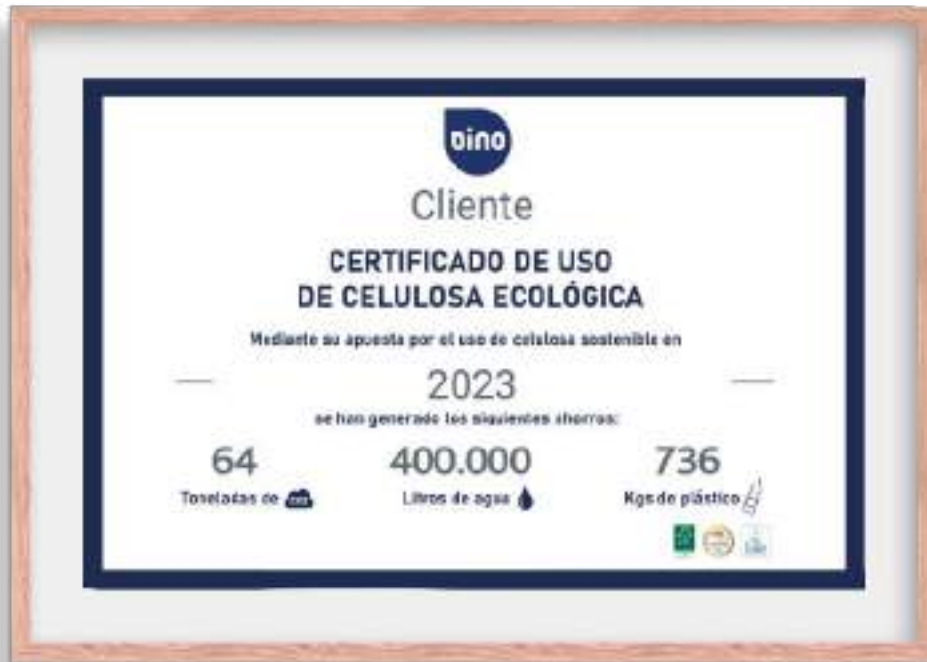 Dino
Cliente
CERTIFICADO DE USO
DE CELULOSA ECOLÓGICA
Mediante su apuesta por el uso de celulosa sostenible en
2023
se han generado los siguientes ahorros:
64
400.000
736
Toneladas de
Litros de agua
Kgs de plástico